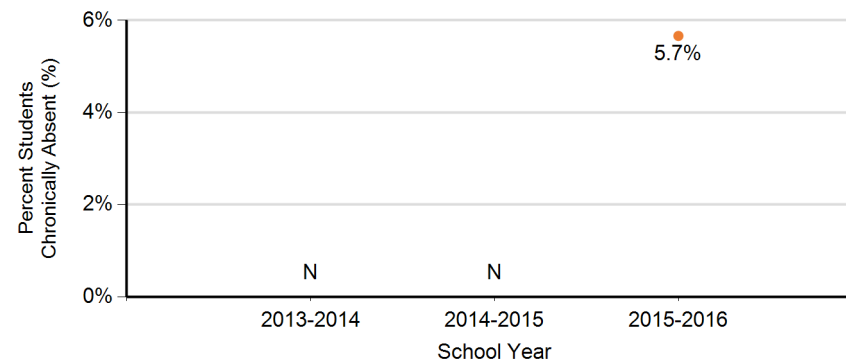 6%
5.7%
Percent Students
Chronically Absent (%)
4%
2%
N N
0%
2013-2014 2014-2015 2015-2016
School Year